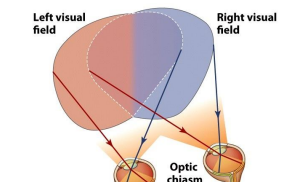 Left visual
field
Right visual
field
Optic
chiasm